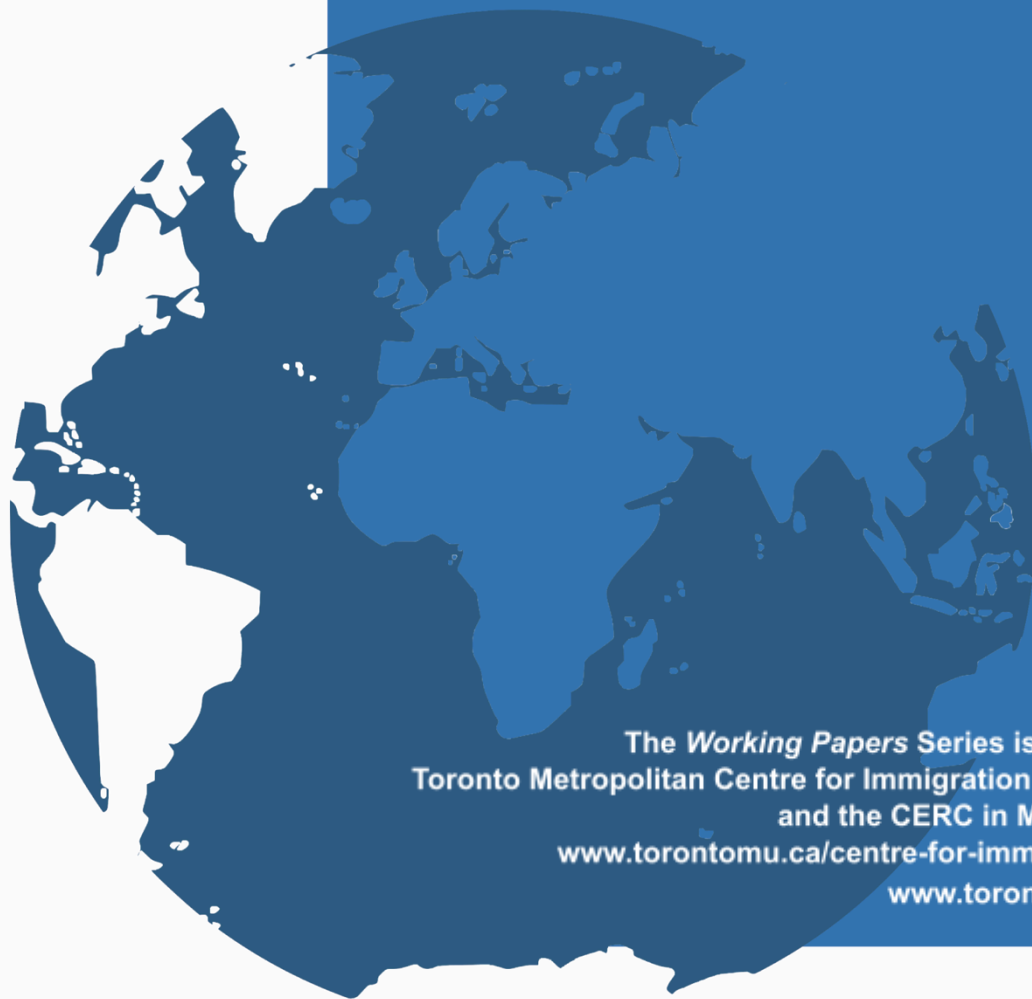 The Working Papers Series is
Toronto Metropolitan Centre for Immigration
and the CERC in M
www.torontomu.ca/centre-for-imm
www.toron